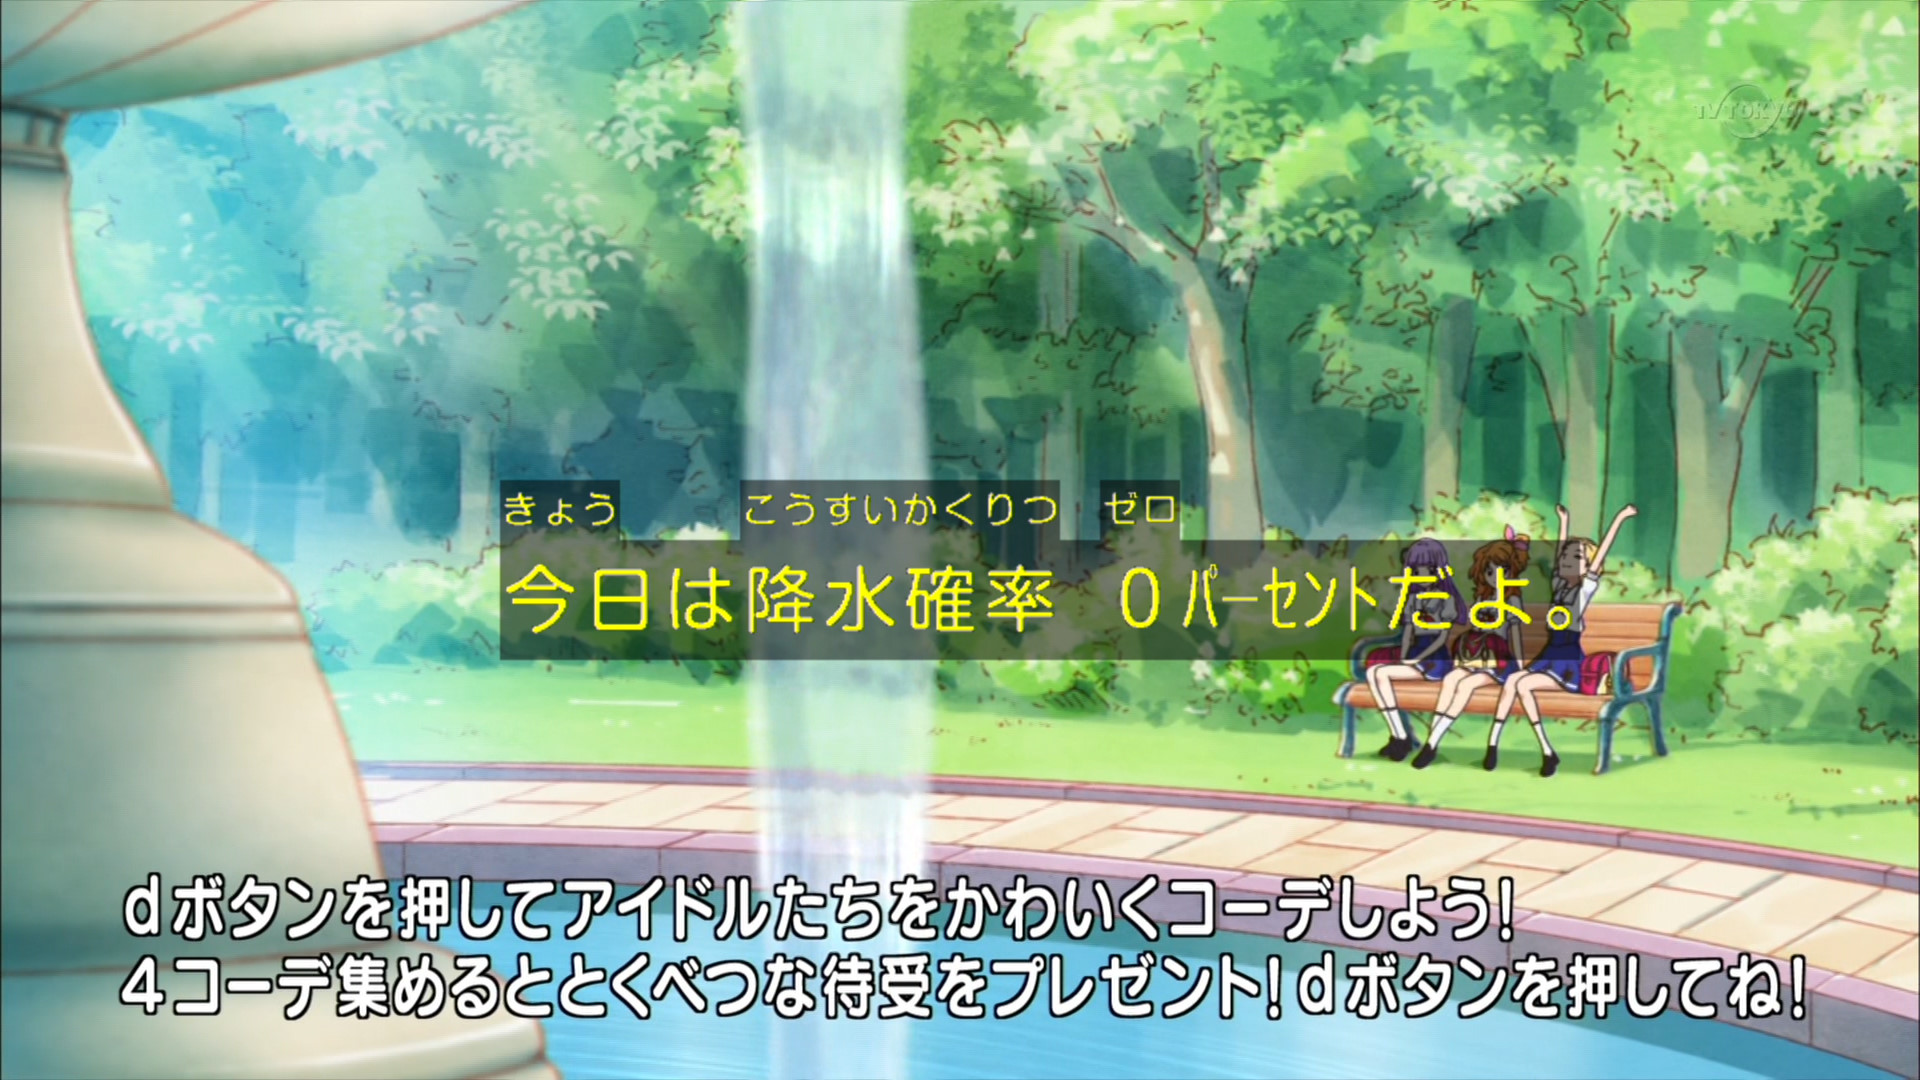 TV TOKYO
きょう こうすいかくりつ ゼロ
今日は降水確率 0パーセントだよ。
dボタンを押してアイドルたちをかわいくコーデしよう!
4コーデ集めるととくべつな待受をプレゼント!dボタンを押してね!